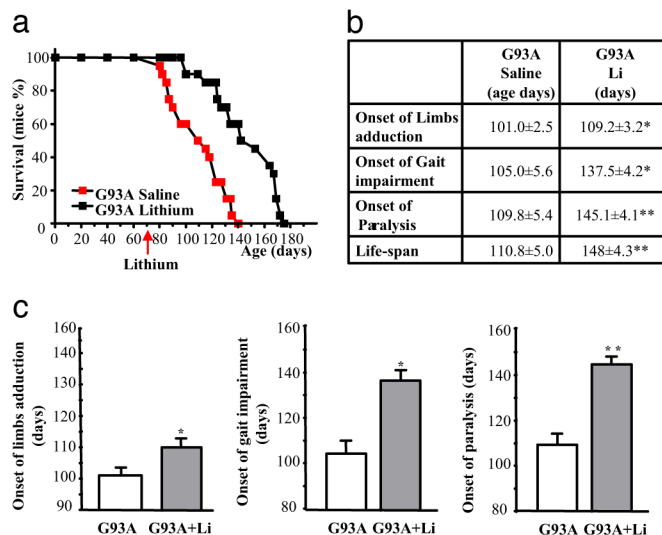 a
Survival (mice %)
100
80
60
40
20
0
G93A Saline
G93A Lithium
0 20 40 60 80 100 120 140 160 180
Lithium
Age (days)
b
G93A Saline (age days)
G93A Li (days)
Onset of Limbs adduction
101.0±2.5
109.2±3.2*
Onset of Gait impairment
105.0±5.6
137.5±4.2*
Onset of Paralysis
109.8±5.4
145.1±4.1**
Life-span
110.8±5.0
148±4.3**
c
Onset of limbs adduction (days)
160
140
130
120
110
100
90
*
G93A G93A+Li
Onset of gait impairment (days)
160
140
120
100
80
*
G93A G93A+Li
Onset of paralysis (days)
160
140
120
100
80
* *
G93A G93A+Li